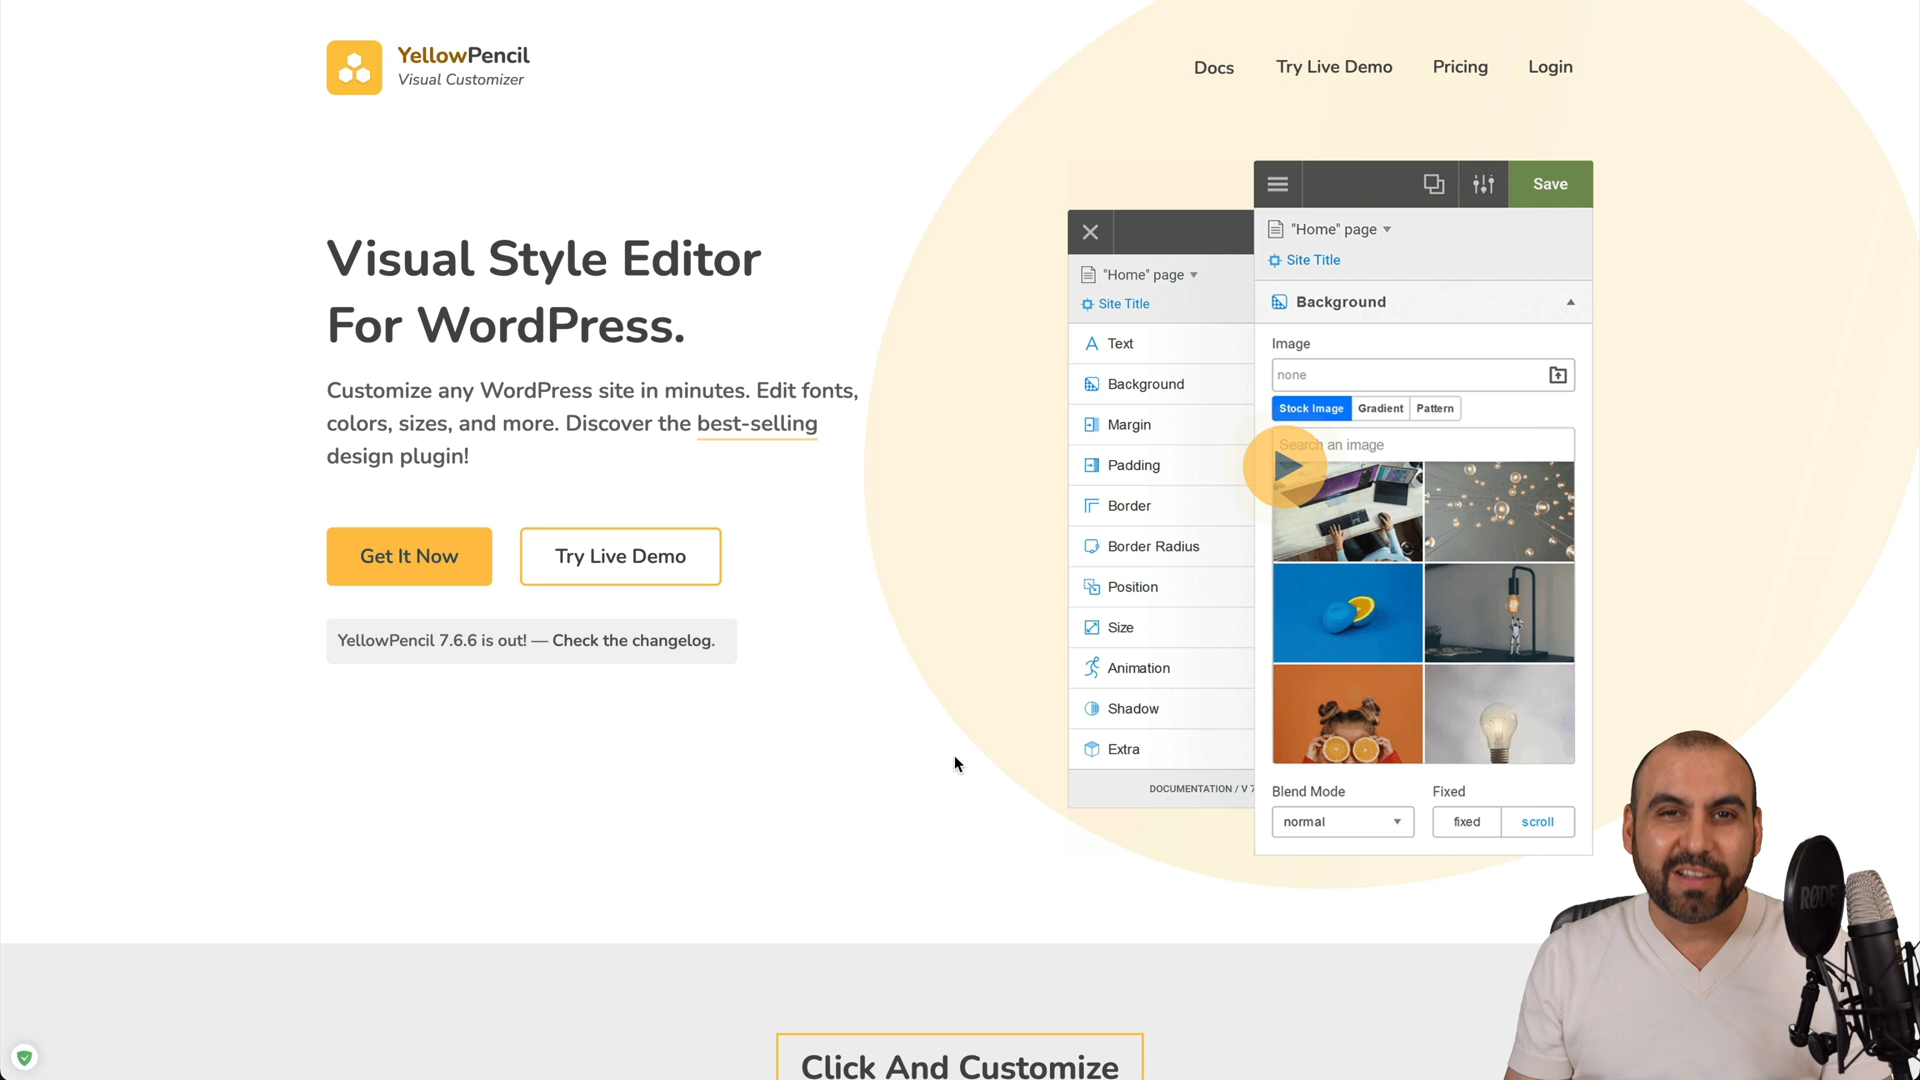 YellowPencil
Visual Customizer
Docs
Try Live Demo
Pricing
Login
Visual Style Editor
For WordPress.
Customize any WordPress site in minutes. Edit fonts,
colors, sizes, and more. Discover the best-selling
design plugin!
Get It Now
Try Live Demo
YellowPencil 7.6.6 is out! — Check the changelog.
"Home" page
Site Title
Text
Background
Margin
Padding
Border
Border Radius
Position
Size
Animation
Shadow
Extra
DOCUMENTATION / V 7
Save
"Home" page
Site Title
Background
Image
none
Stock Image
Gradient
Pattern
Search an image
Blend Mode
Fixed
normal
fixed
scroll
RØDE
Click And Customize